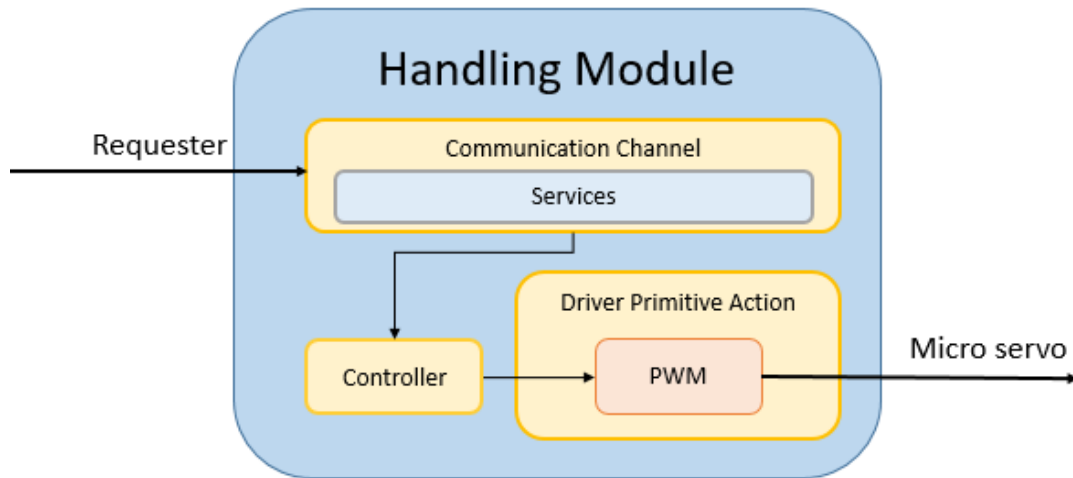 Handling Module
Requester
Communication Channel
Services
Driver Primitive Action
Micro servo
Controller
PWM